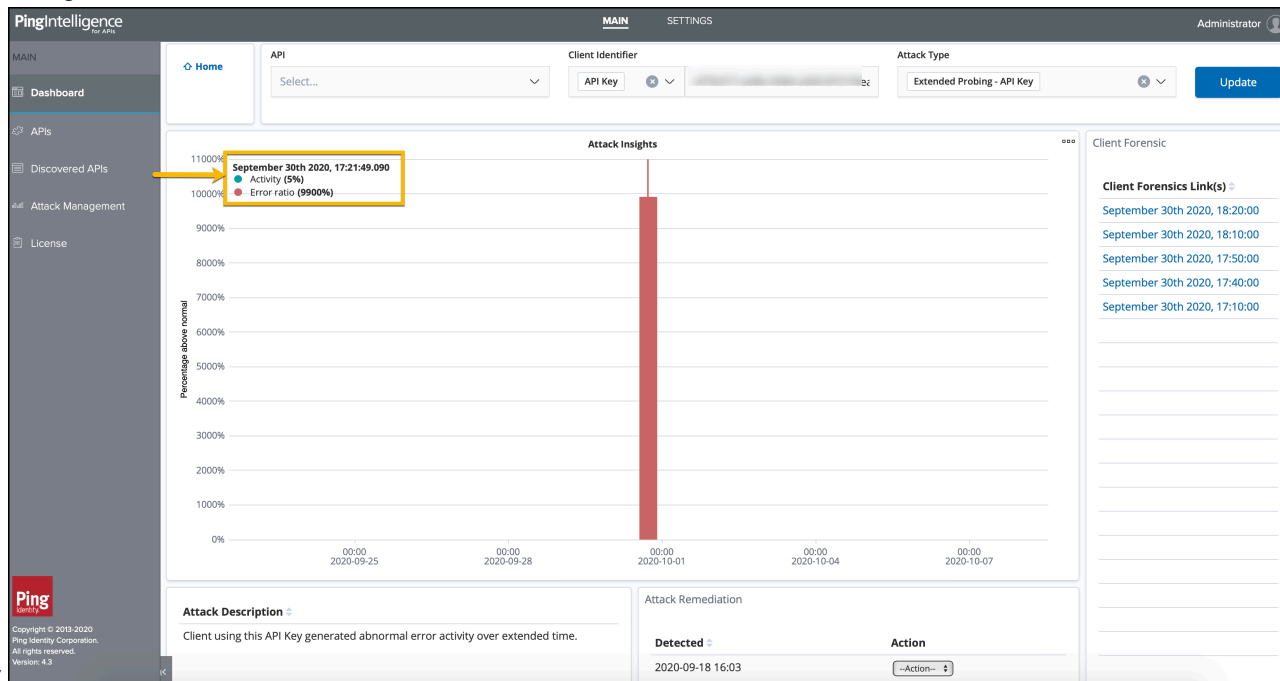 PingIntelligence
for APIs
MAIN
SETTINGS
Administrator
MAIN
Dashboard
APIs
Discovered APIs
Attack Management
License
Ping
Identity
Copyright © 2013-2020
Ping Identity Corporation.
All rights reserved.
Version: 4.3
Home
API
Select...
Client Identifier
API Key
Attack Type
Extended Probing - API Key
Update
Attack Insights
September 30th 2020, 17:21:49.090
Activity (5%)
Error ratio (9900%)
Percentage above normal
11000%
10000%
9000%
8000%
7000%
6000%
5000%
4000%
3000%
2000%
1000%
0%
00:00
2020-09-25
00:00
2020-09-28
00:00
2020-10-01
00:00
2020-10-04
00:00
2020-10-07
Client Forensic
Client Forensics Link(s)
September 30th 2020, 18:20:00
September 30th 2020, 18:10:00
September 30th 2020, 17:50:00
September 30th 2020, 17:40:00
September 30th 2020, 17:10:00
Attack Description
Client using this API Key generated abnormal error activity over extended time.
Attack Remediation
Detected Action
2020-09-18 16:03 --Action--